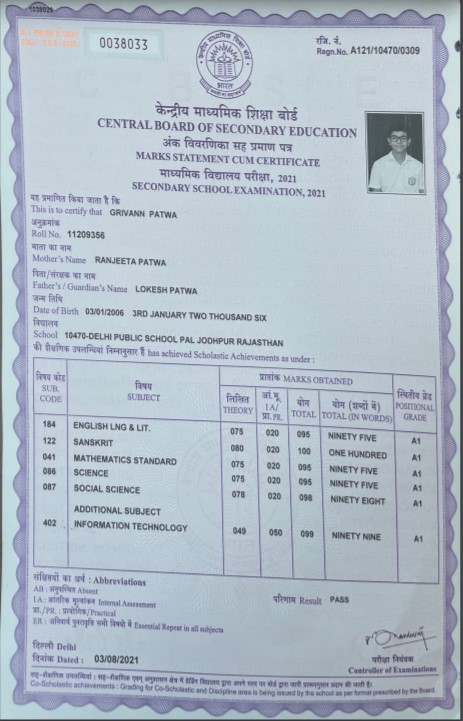 1038029
0038033
रजि. नं.
Regn.No. A121/10470/0309
भारत
केन्द्रीय माध्यमिक शिक्षा बोर्ड
CENTRAL BOARD OF SECONDARY EDUCATION
अंक विवरणिका सह प्रमाण पत्र
MARKS STATEMENT CUM CERTIFICATE
माध्यमिक विद्यालय परीक्षा, 2021
SECONDARY SCHOOL EXAMINATION, 2021
यह प्रमाणित किया जाता है कि
This is to certify that GRIVANN PATWA
अनुक्रमांक
Roll No. 11209356
माता का नाम
Mother's Name RANJEETA PATWA
पिता/संरक्षक का नाम
Father's / Guardian's Name LOKESH PATWA
जन्म तिथि
Date of Birth 03/01/2006 3RD JANUARY TWO THOUSAND SIX
विद्यालय
School 10470-DELHI PUBLIC SCHOOL PAL JODHPUR RAJASTHAN
की शैक्षणिक उपलब्धियां निम्नानुसार हैं has achieved Scholastic Achievements as under :
विषय कोड SUB. CODE विषय SUBJECT प्राप्तांक MARKS OBTAINED स्थितीय ग्रेड POSITIONAL GRADE
लिखित THEORY आं.मू. I A/ प्रा. PR. योग TOTAL योग (शब्दों में) TOTAL (IN WORDS)
184 ENGLISH LNG & LIT. 075 020 095 NINETY FIVE A1
122 SANSKRIT 080 020 100 ONE HUNDRED A1
041 MATHEMATICS STANDARD 075 020 095 NINETY FIVE A1
086 SCIENCE 075 020 095 NINETY FIVE A1
087 SOCIAL SCIENCE 078 020 098 NINETY EIGHT A1
ADDITIONAL SUBJECT
402 INFORMATION TECHNOLOGY 049 050 099 NINETY NINE A1
संक्षिप्तियों का अर्थ : Abbreviations
AB : अनुपस्थित Absent
I A : आंतरिक मूल्यांकन Internal Assessment
प्रा./PR. : प्रायोगिक/Practical
ER : अनिवार्य पुनरावृत्ति सभी विषयों में Essential Repeat in all subjects
परिणाम Result PASS
दिल्ली Delhi
दिनांक Dated : 03/08/2021
परीक्षा नियंत्रक
Controller of Examinations
सह-शैक्षणिक उपलब्धियां : सह-शैक्षणिक एवम् अनुशासन क्षेत्र में ग्रेडिंग विद्यालय द्वारा अपने स्तर पर बोर्ड द्वारा जारी प्रारूपानुसार प्रदान की जाती है।
Co-Scholastic achievements : Grading for Co-Scholastic and Discipline area is being issued by the school as per format prescribed by the Board.